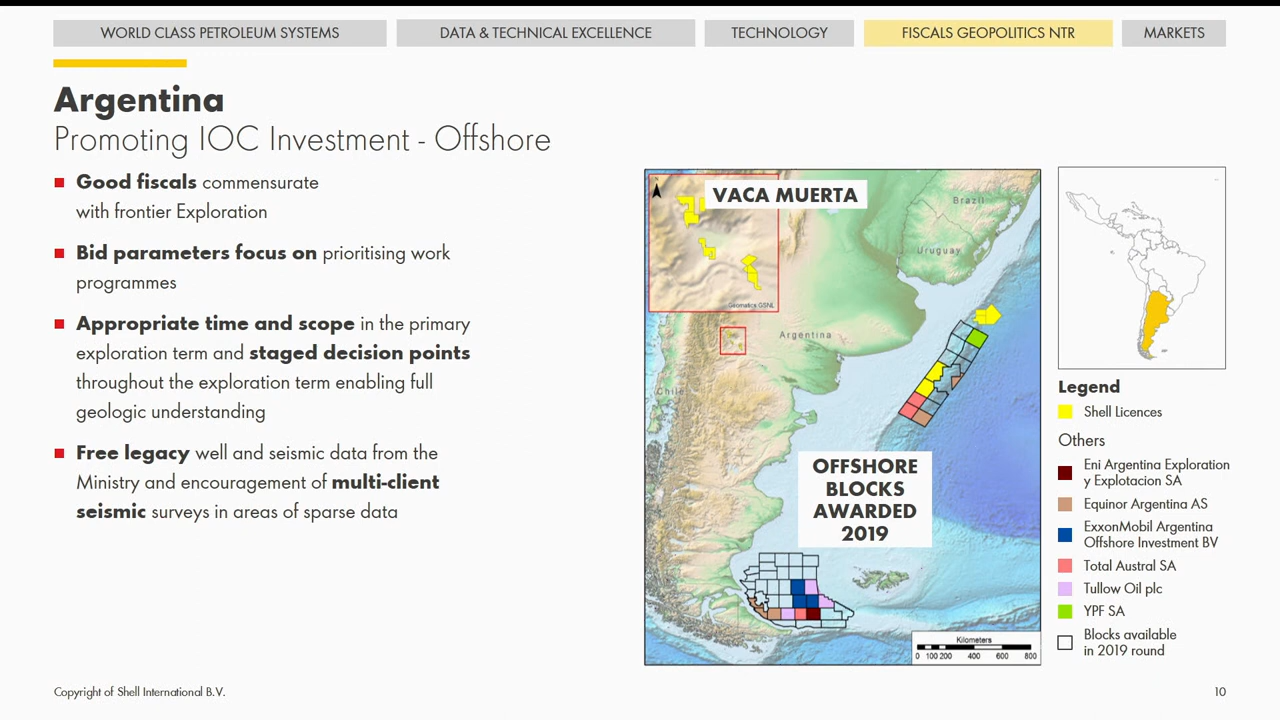 WORLD CLASS PETROLEUM SYSTEMS
DATA & TECHNICAL EXCELLENCE
TECHNOLOGY
FISCALS GEOPOLITICS NTR
MARKETS
Argentina
Promoting IOC Investment - Offshore
Good fiscals commensurate
with frontier Exploration
Bid parameters focus on prioritising work
programmes
Appropriate time and scope in the primary
exploration term and staged decision points
throughout the exploration term enabling full
geologic understanding
Free legacy well and seismic data from the
Ministry and encouragement of multi-client
seismic surveys in areas of sparse data
VACA MUERTA
Geomatics GSNL
Brazil
Uruguay
Argentina
Chile
OFFSHORE
BLOCKS
AWARDED
2019
Kilometers
0 100 200 400 600 800
Legend
Shell Licences
Others
Eni Argentina Exploration
y Explotacion SA
Equinor Argentina AS
ExxonMobil Argentina
Offshore Investment BV
Total Austral SA
Tullow Oil plc
YPF SA
Blocks available
in 2019 round
Copyright of Shell International B.V.
10